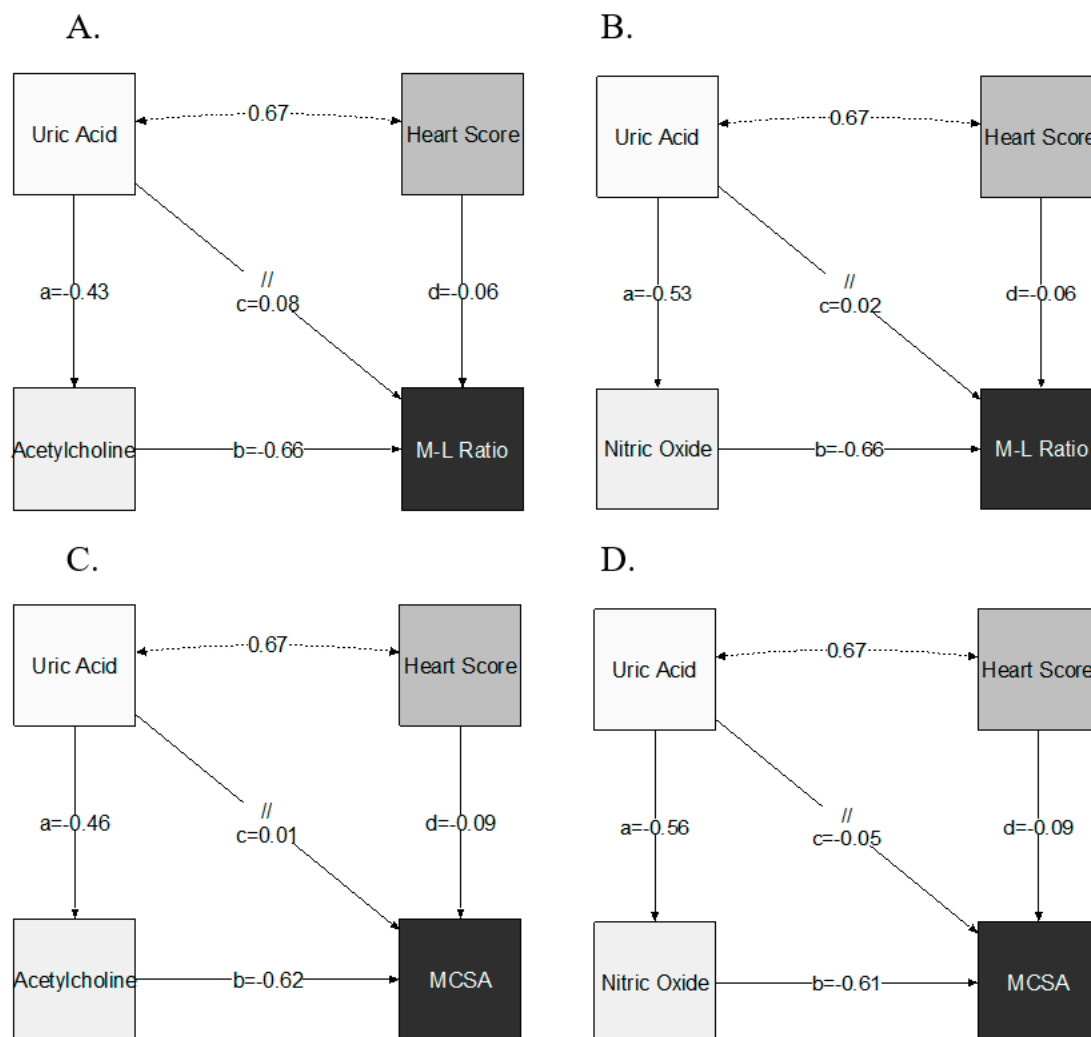 A.
Uric Acid
0.67
Heart Score
//
a=-0.43
c=0.08
d=-0.06
Acetylcholine
b=-0.66
M-L Ratio
B.
Uric Acid
0.67
Heart Score
//
a=-0.53
c=0.02
d=-0.06
Nitric Oxide
b=-0.66
M-L Ratio
C.
Uric Acid
0.67
Heart Score
//
a=-0.46
c=0.01
d=-0.09
Acetylcholine
b=-0.62
MCSA
D.
Uric Acid
0.67
Heart Score
//
a=-0.56
c=-0.05
d=-0.09
Nitric Oxide
b=-0.61
MCSA